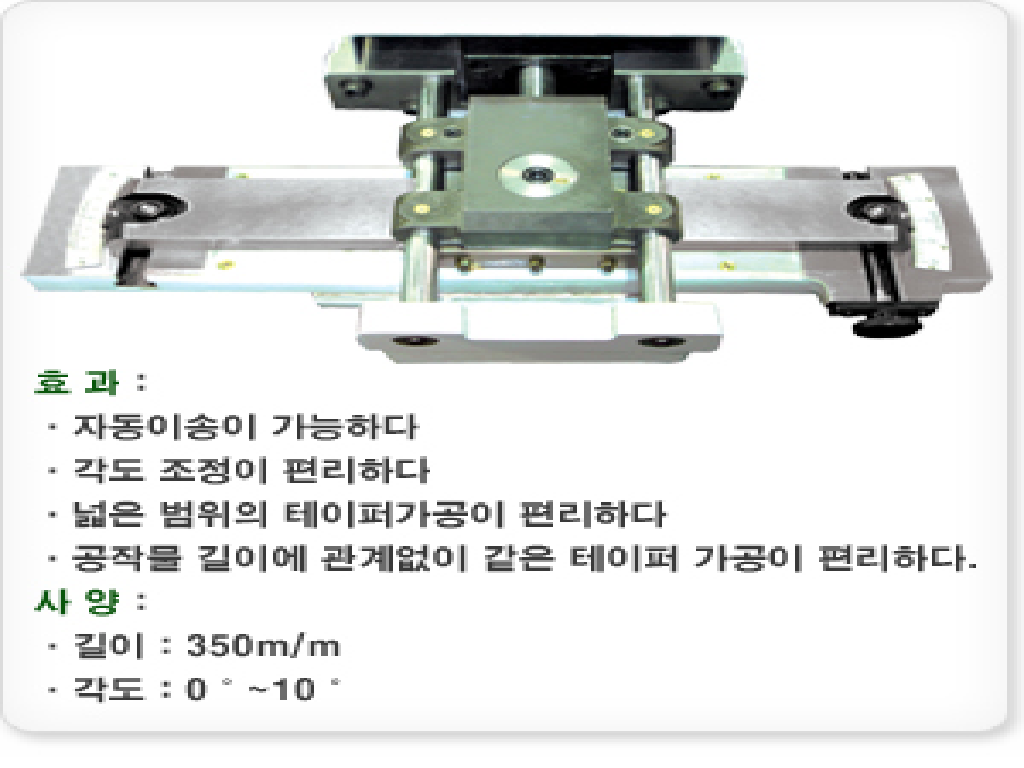 효 과 :
· 자동이송이 가능하다
· 각도 조정이 편리하다
· 넓은 범위의 테이퍼가공이 편리하다
· 공작물 길이에 관계없이 같은 테이퍼 가공이 편리하다.
사 양 :
· 길이 : 350m/m
· 각도 : 0 ° ~10 °